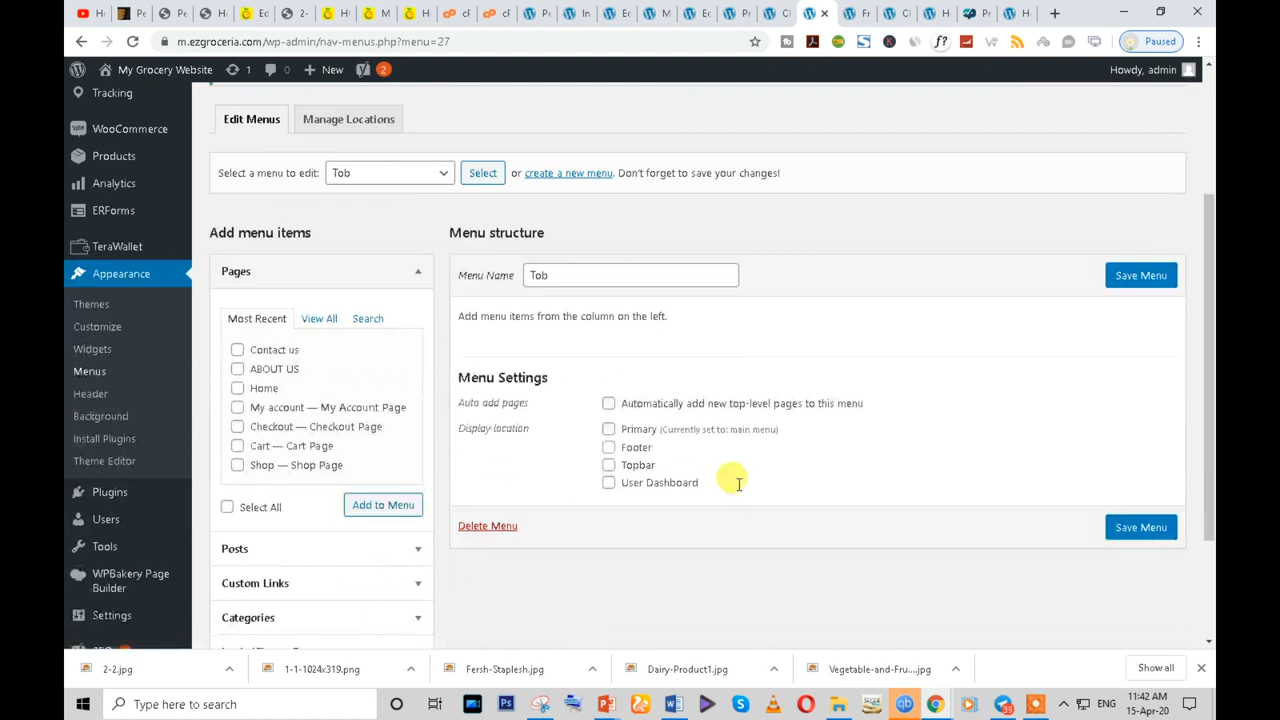 m.ezgroceria.com/wp-admin/nav-menus.php?menu=27
Paused
My Grocery Website
1
0
New
2
Howdy, admin
Tracking
WooCommerce
Products
Analytics
ERForms
TeraWallet
Appearance
Themes
Customize
Widgets
Menus
Header
Background
Install Plugins
Theme Editor
Plugins
Users
Tools
WPBakery Page
Builder
Settings
Edit Menus
Manage Locations
Select a menu to edit:
Tob
Select
or create a new menu. Don't forget to save your changes!
Add menu items
Pages
Most Recent
View All
Search
Contact us
ABOUT US
Home
My account — My Account Page
Checkout — Checkout Page
Cart — Cart Page
Shop — Shop Page
Select All
Add to Menu
Posts
Custom Links
Categories
Menu structure
Menu Name
Tob
Save Menu
Add menu items from the column on the left.
Menu Settings
Auto add pages
Automatically add new top-level pages to this menu
Display location
Primary (Currently set to: main menu)
Footer
Topbar
User Dashboard
Delete Menu
Save Menu
2-2.jpg
1-1-1024x319.png
Fersh-Staplesh.jpg
Dairy-Product1.jpg
Vegetable-and-Fru....jpg
Show all
Type here to search
ENG
11:42 AM
15-Apr-20